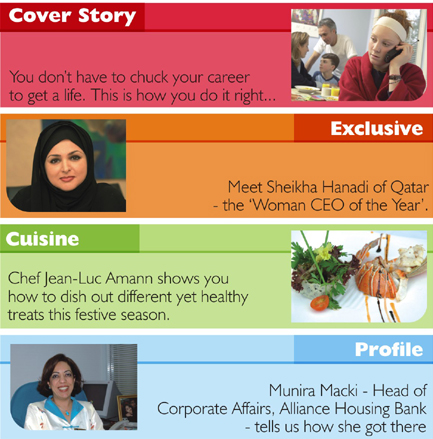 Cover Story
You don't have to chuck your career
to get a life. This is how you do it right...
Exclusive
Meet Sheikha Hanadi of Qatar
- the 'Woman CEO of the Year'.
Cuisine
Chef Jean-Luc Amann shows you
how to dish out different yet healthy
treats this festive season.
Profile
Munira Macki - Head of
Corporate Affairs, Alliance Housing Bank
- tells us how she got there